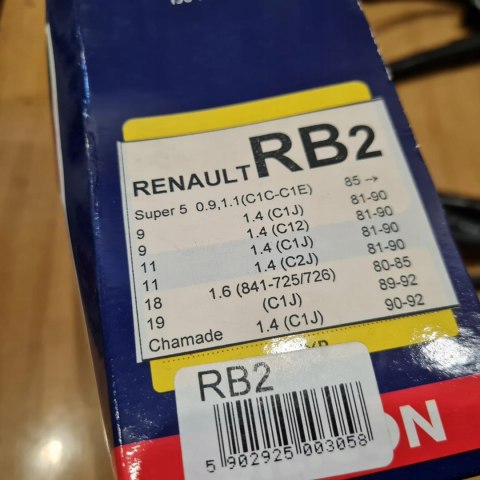 RENAULT RB2
Super 5 0.9,1.1(C1C-C1E) 85 →
9 1.4 (C1J) 81-90
9 1.4 (C12) 81-90
11 1.4 (C1J) 81-90
11 1.4 (C2J) 81-90
18 1.6 (841-725/726) 80-85
19 (C1J) 89-92
Chamade 1.4 (C1J) 90-92
RB2
5 902925 003058
ON